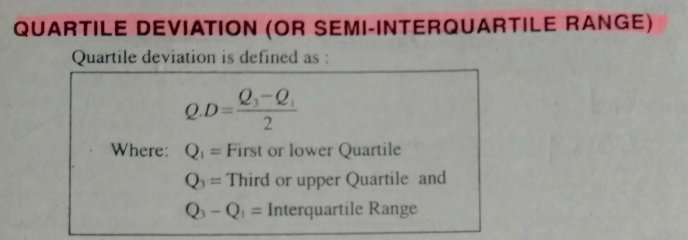 QUARTILE DEVIATION (OR SEMI-INTERQUARTILE RANGE)
Quartile deviation is defined as :
Q.D = (Q₃ – Q₁) / 2
Where: Q₁ = First or lower Quartile
Q₃ = Third or upper Quartile and
Q₃ – Q₁ = Interquartile Range